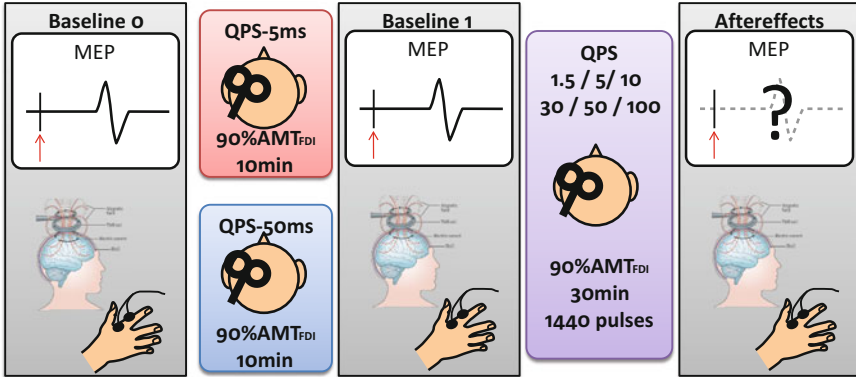 Baseline 0
MEP
QPS-5ms
90%AMTFDI
10min
QPS-50ms
90%AMTFDI
10min
Baseline 1
MEP
QPS
1.5 / 5/ 10
30 / 50 / 100
90%AMTFDI
30min
1440 pulses
Aftereffects
MEP
?